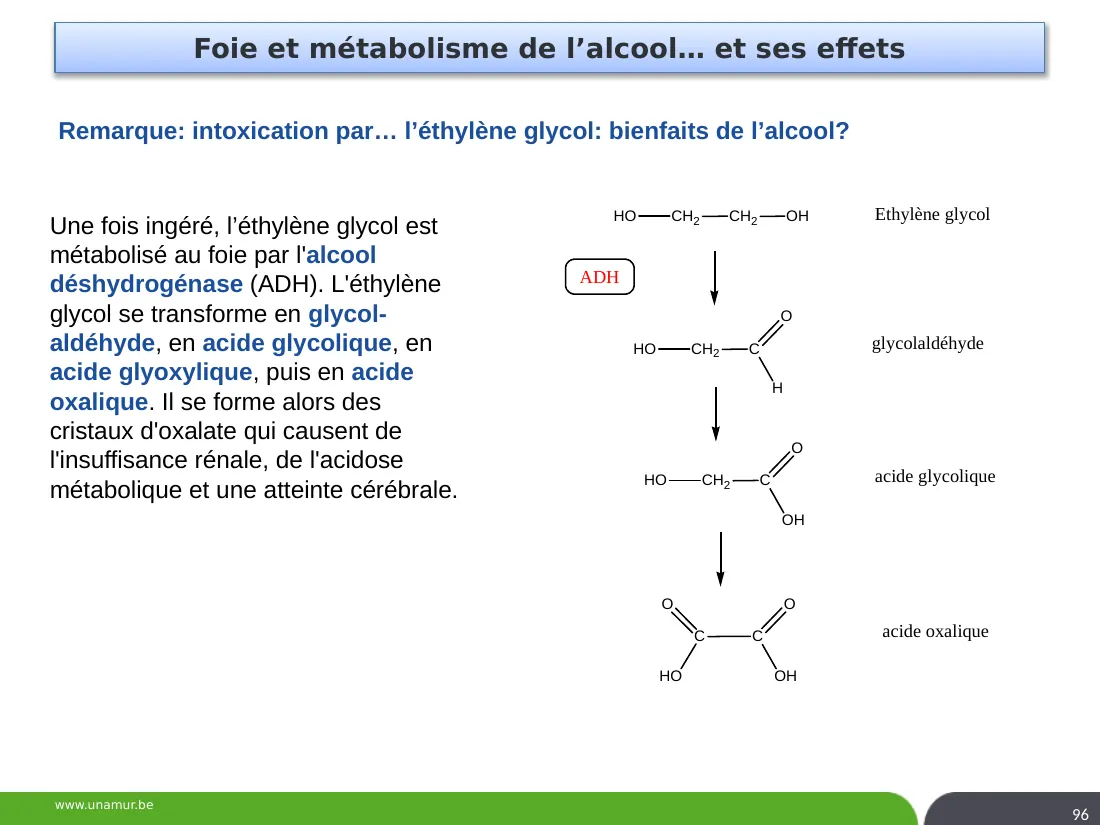 Foie et métabolisme de l’alcool… et ses effets
Remarque: intoxication par… l’éthylène glycol: bienfaits de l’alcool?
Une fois ingéré, l’éthylène glycol est
métabolisé au foie par l'alcool
déshydrogénase (ADH). L'éthylène
glycol se transforme en glycol-
aldéhyde, en acide glycolique, en
acide glyoxylique, puis en acide
oxalique. Il se forme alors des
cristaux d'oxalate qui causent de
l'insuffisance rénale, de l'acidose
métabolique et une atteinte cérébrale.
HO CH2 CH2 OH Ethylène glycol
ADH
O
HO CH2 C glycolaldéhyde
H
O
HO CH2 C acide glycolique
OH
O O
C C acide oxalique
HO OH
www.unamur.be
96